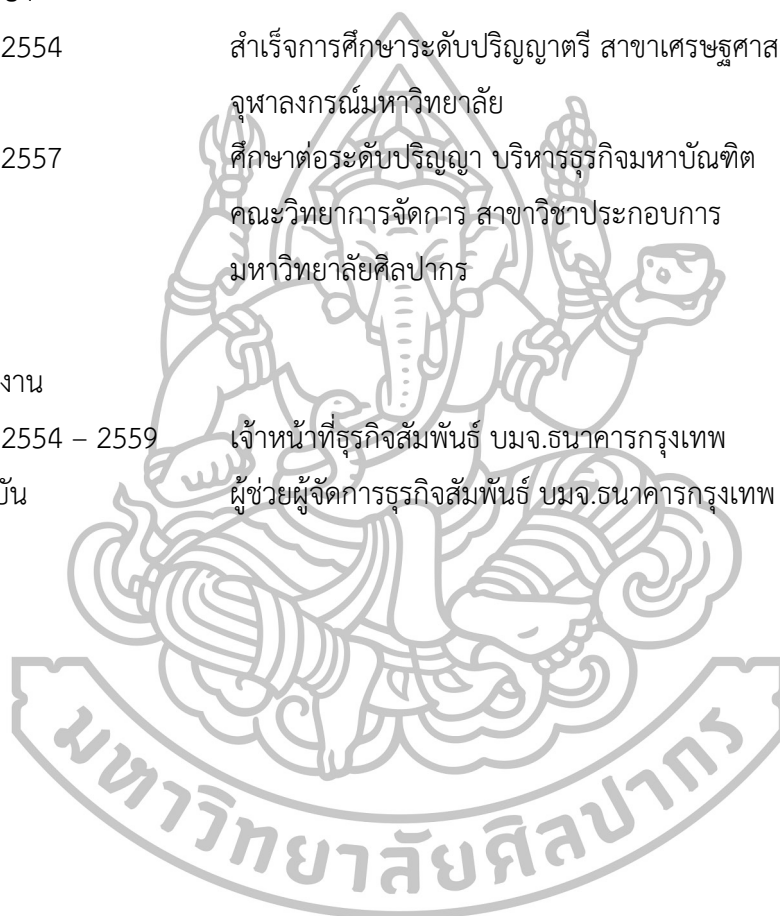 2554 สำเร็จการศึกษาระดับปริญญาตรี สาขาเศรษฐศาส
จุฬาลงกรณ์มหาวิทยาลัย
2557 ศึกษาต่อระดับปริญญา บริหารธุรกิจมหาบัณฑิต
คณะวิทยาการจัดการ สาขาวิชาประกอบการ
มหาวิทยาลัยศิลปากร
งาน
2554 – 2559 เจ้าหน้าที่ธุรกิจสัมพันธ์ บมจ.ธนาคารกรุงเทพ
บัน ผู้ช่วยผู้จัดการธุรกิจสัมพันธ์ บมจ.ธนาคารกรุงเทพ
มหาวิทยาลัยศิลปากร